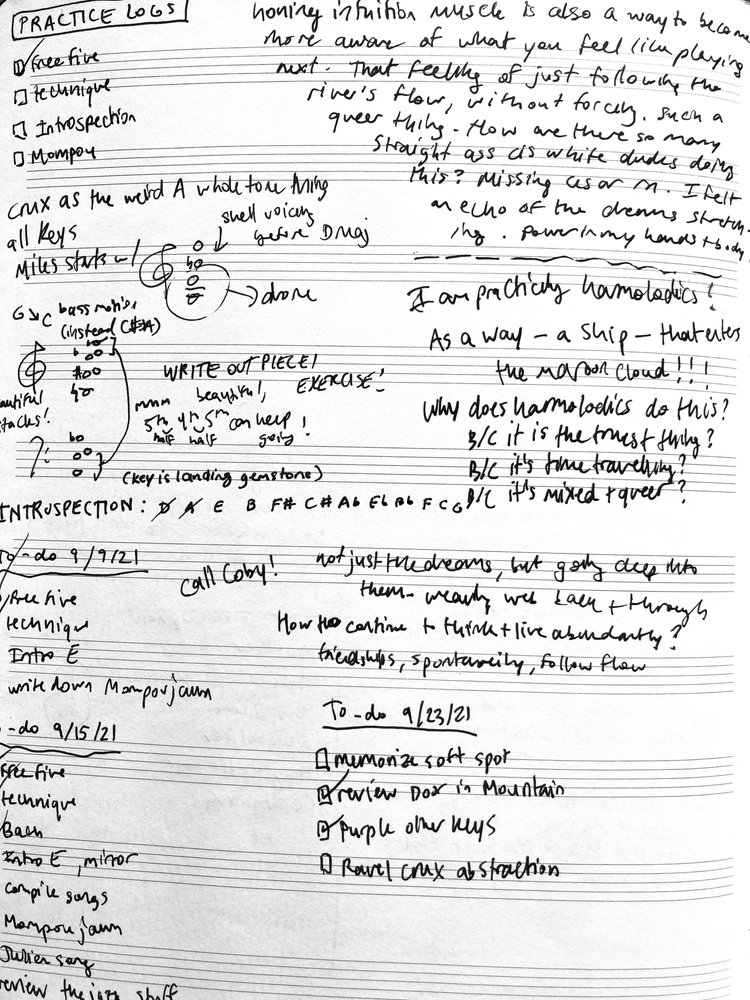 PRACTICE LOGS
Free five
technique
Introspection
Mompou
honing intuition muscle is also a way to become
more aware of what you feel like playing
next. That feeling of just following the
river's flow, without forcing. such a
queer thing. How are there so many
straight ass cis white dudes doing
this? Missing M. I felt
an echo of the dreams stretch-
ing. Power in my hands + body
crux as the weird A whole tone thing
all keys
Miles starts w/
shell voicing
before D Maj
drone
I am practicing harmolodics!
G C bass motion
(instead C# A)
As a way - a ship - that enters
the maroon cloud!!!
WRITE OUT PIECE!
EXERCISE!
mmm beautiful,
5th 4th 5th can keep
half half going!
beautiful
stacks!
Why does harmolodics do this?
B/C it is the truest thing?
B/C it's time travelling?
B/C it's mixed + queer?
(key is landing gemstone)
INTROSPECTION: D A E B F# C# Ab Eb Bb F C G
To-do 9/9/21
free five
technique
Intro E
write down Mompou jawn
call Coby!
not just the dreams, but going deep into
them - weaving web back + through
How to continue to think + live abundantly?
friendships, spontaneity, follow flow
To-do 9/15/21
free five
technique
Bach
Intro E, mirror
compile songs
Mompou jawn
Julian song
review the jazz stuff
To-do 9/23/21
memorize soft spot
review Door in Mountain
Purple other keys
Ravel crux abstraction